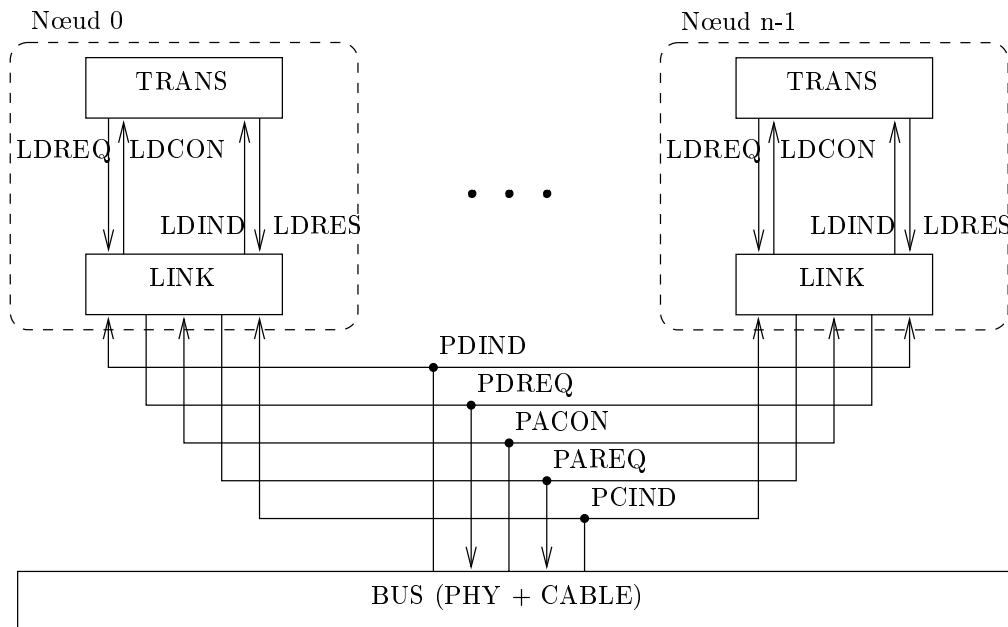 Nœud 0
Nœud n-1
TRANS
TRANS
LDREQ LDCON
LDREQ LDCON
LDIND LDRES
LDIND LDRES
LINK
LINK
PDIND
PDREQ
PACON
PAREQ
PCIND
BUS (PHY + CABLE)